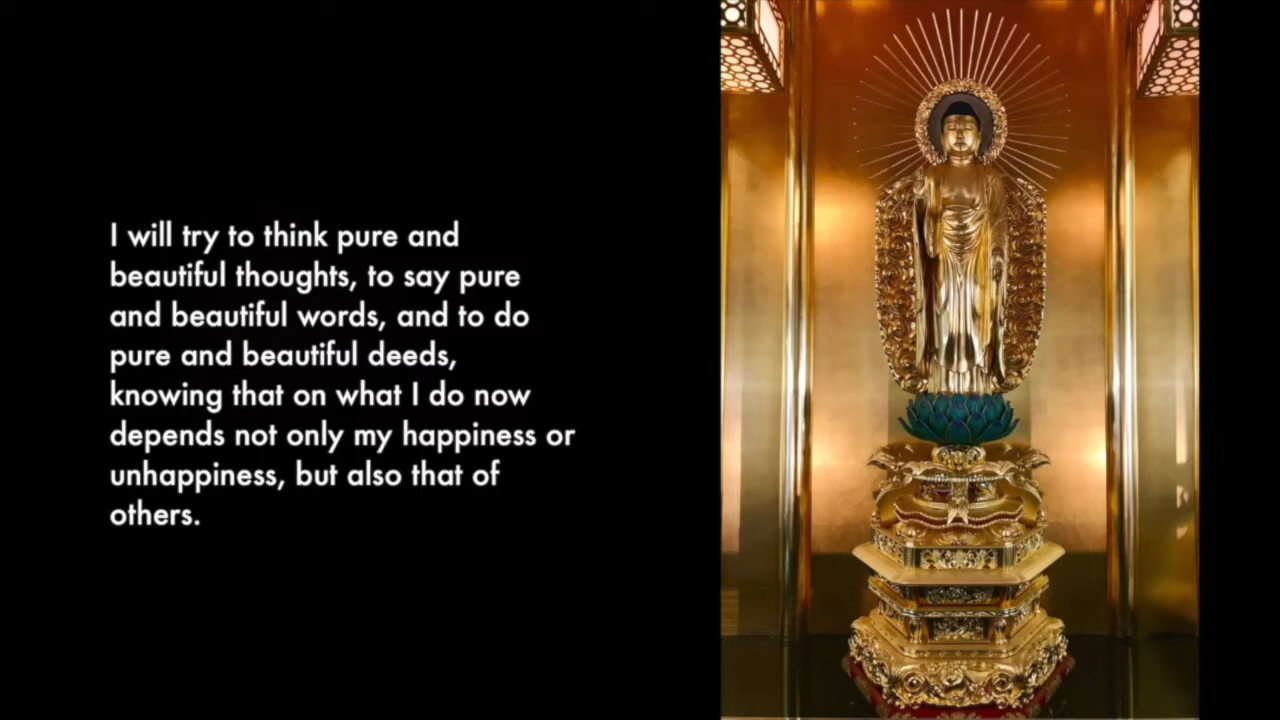 I will try to think pure and
beautiful thoughts, to say pure
and beautiful words, and to do
pure and beautiful deeds,
knowing that on what I do now
depends not only my happiness or
unhappiness, but also that of
others.